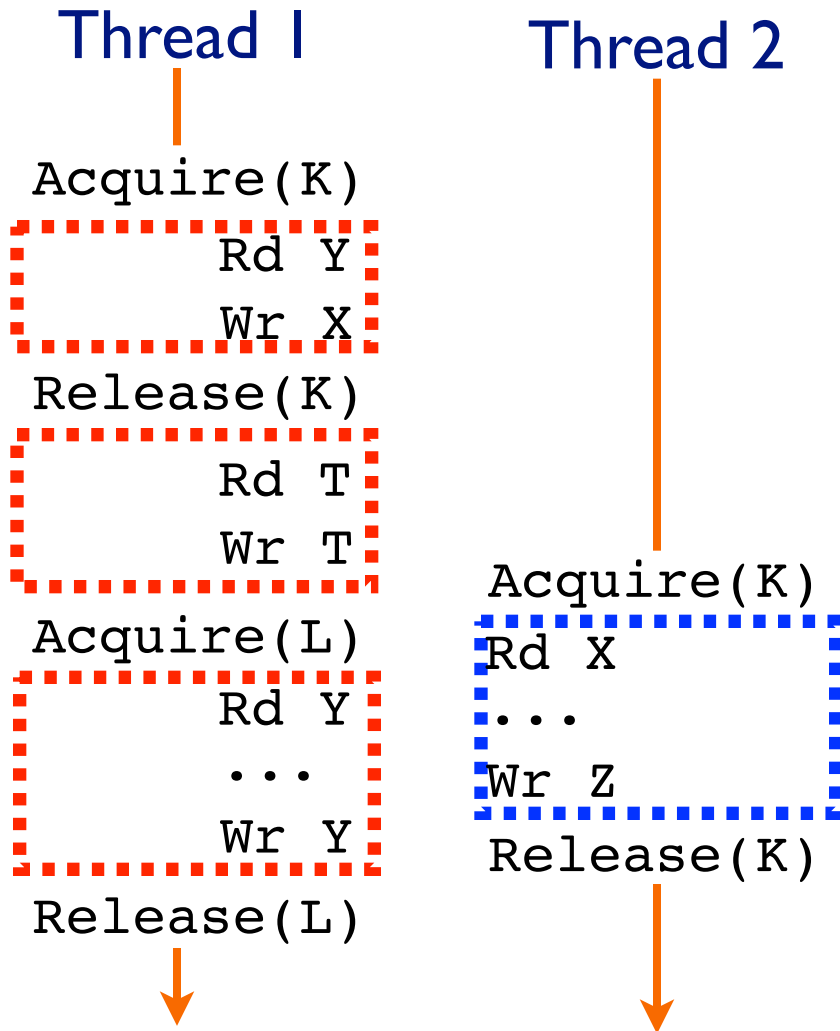 Thread 1
Acquire(K)
Rd Y
Wr X
Release(K)
Rd T
Wr T
Acquire(L)
Rd Y
...
Wr Y
Release(L)
Thread 2
Acquire(K)
Rd X
...
Wr Z
Release(K)